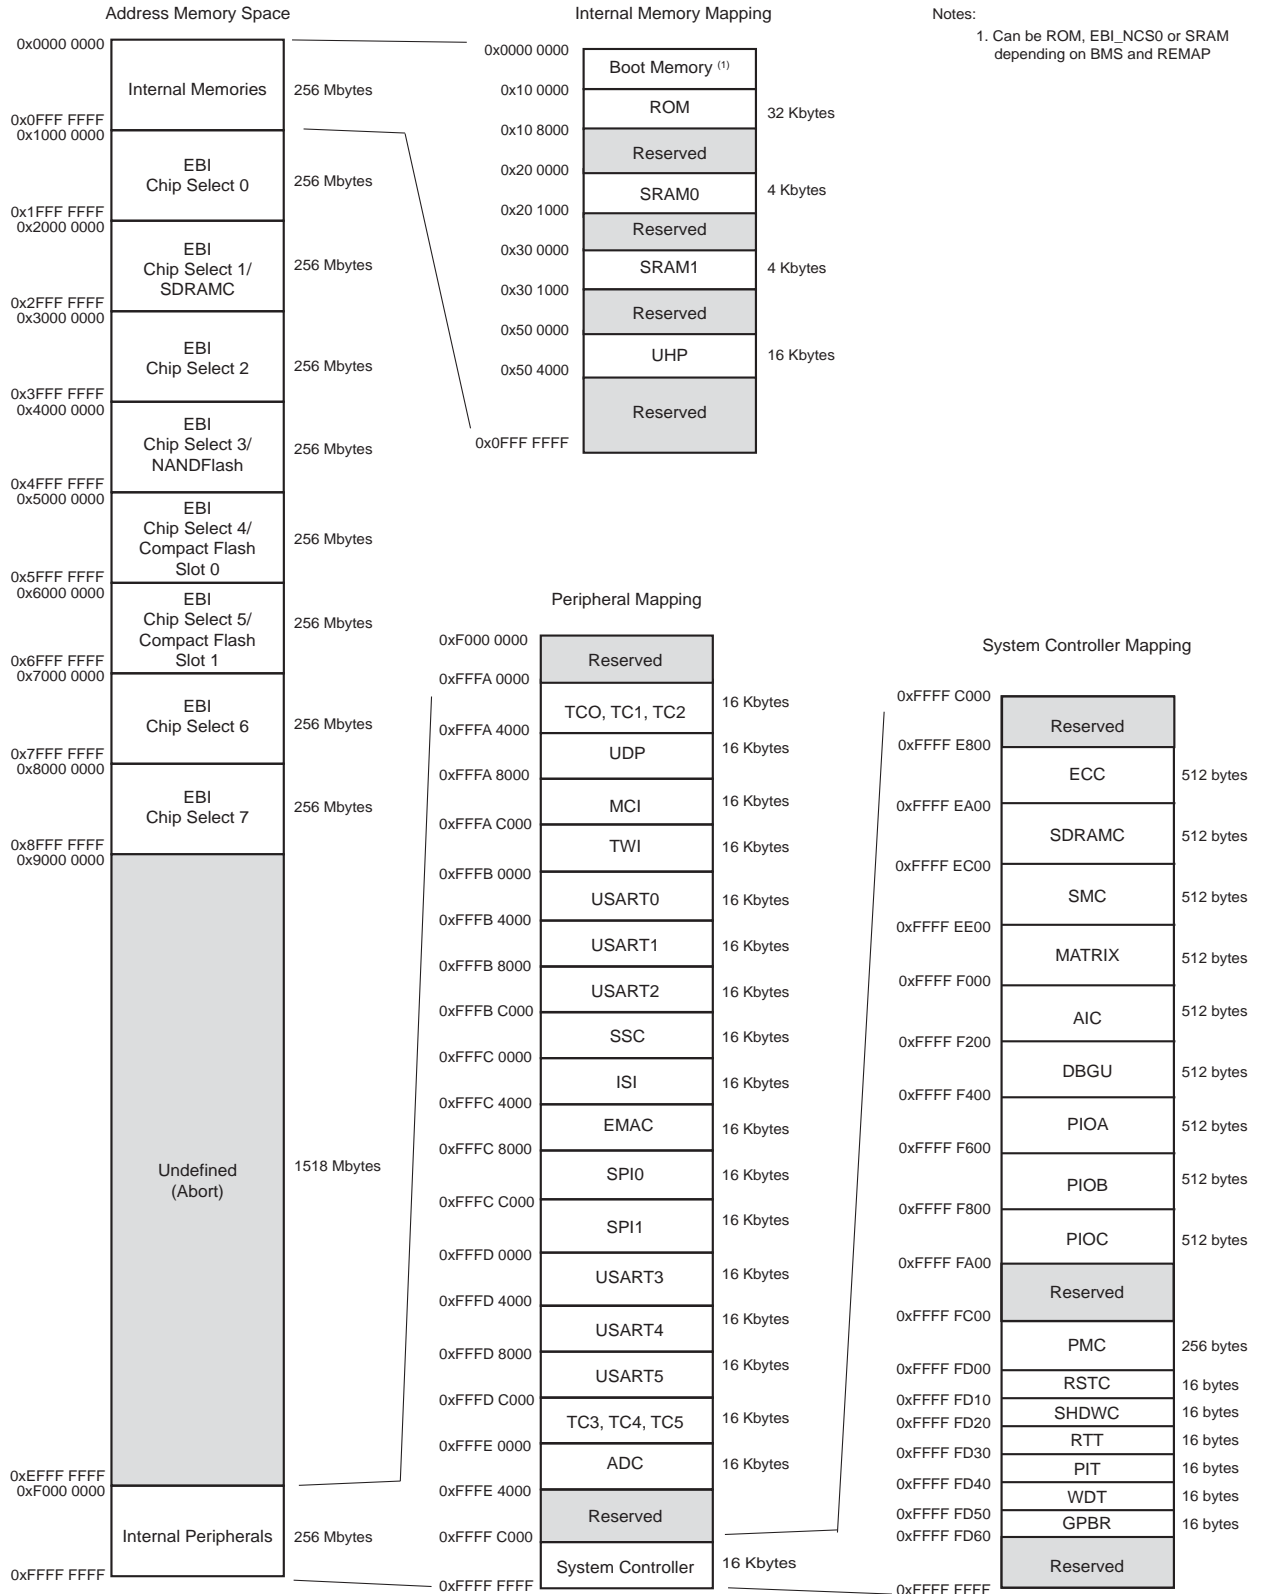 Address Memory Space
0x0000 0000
Internal Memories
256 Mbytes
0x0FFF FFFF
0x1000 0000
EBI
Chip Select 0
256 Mbytes
0x1FFF FFFF
0x2000 0000
EBI
Chip Select 1/
SDRAMC
256 Mbytes
0x2FFF FFFF
0x3000 0000
EBI
Chip Select 2
256 Mbytes
0x3FFF FFFF
0x4000 0000
EBI
Chip Select 3/
NANDFlash
256 Mbytes
0x4FFF FFFF
0x5000 0000
EBI
Chip Select 4/
Compact Flash
Slot 0
256 Mbytes
0x5FFF FFFF
0x6000 0000
EBI
Chip Select 5/
Compact Flash
Slot 1
256 Mbytes
0x6FFF FFFF
0x7000 0000
EBI
Chip Select 6
256 Mbytes
0x7FFF FFFF
0x8000 0000
EBI
Chip Select 7
256 Mbytes
0x8FFF FFFF
0x9000 0000
Undefined
(Abort)
1518 Mbytes
0xEFFF FFFF
0xF000 0000
Internal Peripherals
256 Mbytes
0xFFFF FFFF
Internal Memory Mapping
0x0000 0000
Boot Memory (1)
0x10 0000
ROM
32 Kbytes
0x10 8000
Reserved
0x20 0000
SRAM0
4 Kbytes
0x20 1000
Reserved
0x30 0000
SRAM1
4 Kbytes
0x30 1000
Reserved
0x50 0000
UHP
16 Kbytes
0x50 4000
Reserved
0x0FFF FFFF
Notes:
1. Can be ROM, EBI_NCS0 or SRAM
depending on BMS and REMAP
Peripheral Mapping
0xF000 0000
Reserved
0xFFFA 0000
TCO, TC1, TC2
16 Kbytes
0xFFFA 4000
UDP
16 Kbytes
0xFFFA 8000
MCI
16 Kbytes
0xFFFA C000
TWI
16 Kbytes
0xFFFB 0000
USART0
16 Kbytes
0xFFFB 4000
USART1
16 Kbytes
0xFFFB 8000
USART2
16 Kbytes
0xFFFB C000
SSC
16 Kbytes
0xFFFC 0000
ISI
16 Kbytes
0xFFFC 4000
EMAC
16 Kbytes
0xFFFC 8000
SPI0
16 Kbytes
0xFFFC C000
SPI1
16 Kbytes
0xFFFD 0000
USART3
16 Kbytes
0xFFFD 4000
USART4
16 Kbytes
0xFFFD 8000
USART5
16 Kbytes
0xFFFD C000
TC3, TC4, TC5
16 Kbytes
0xFFFE 0000
ADC
16 Kbytes
0xFFFE 4000
Reserved
0xFFFF C000
System Controller
16 Kbytes
0xFFFF FFFF
System Controller Mapping
0xFFFF C000
Reserved
0xFFFF E800
ECC
512 bytes
0xFFFF EA00
SDRAMC
512 bytes
0xFFFF EC00
SMC
512 bytes
0xFFFF EE00
MATRIX
512 bytes
0xFFFF F000
AIC
512 bytes
0xFFFF F200
DBGU
512 bytes
0xFFFF F400
PIOA
512 bytes
0xFFFF F600
PIOB
512 bytes
0xFFFF F800
PIOC
512 bytes
0xFFFF FA00
Reserved
0xFFFF FC00
PMC
256 bytes
0xFFFF FD00
RSTC
16 bytes
0xFFFF FD10
SHDWC
16 bytes
0xFFFF FD20
RTT
16 bytes
0xFFFF FD30
PIT
16 bytes
0xFFFF FD40
WDT
16 bytes
0xFFFF FD50
GPBR
16 bytes
0xFFFF FD60
Reserved
0xFFFF FFFF